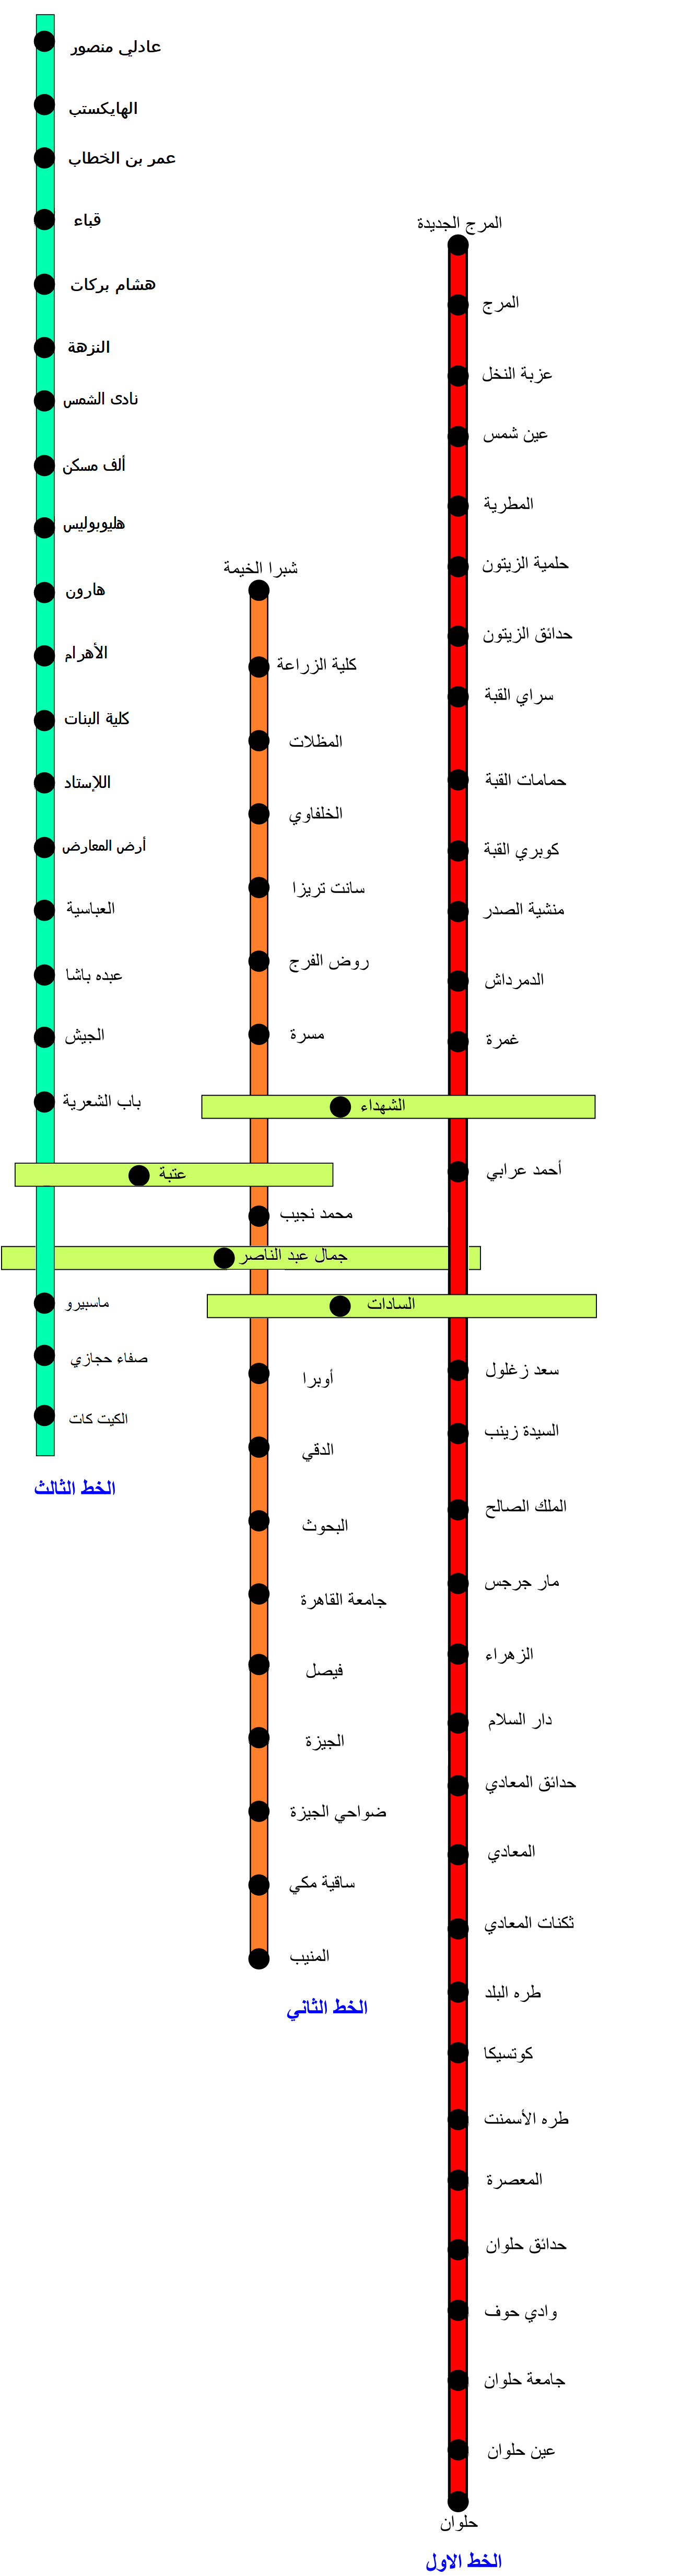 عادلي منصور
الهايكستب
عمر بن الخطاب
قباء
هشام بركات
النزهة
نادى الشمس
ألف مسكن
هليوبوليس
هارون
الأهرام
كلية البنات
اللإستاد
أرض المعارض
العباسية
عبده باشا
الجيش
باب الشعرية
عتبة
جمال عبد الناصر
ماسبيرو
صفاء حجازي
الكيت كات
الخط الثالث
شبرا الخيمة
كلية الزراعة
المظلات
الخلفاوي
سانت تريزا
روض الفرج
مسرة
الشهداء
محمد نجيب
السادات
أوبرا
الدقي
البحوث
جامعة القاهرة
فيصل
الجيزة
ضواحي الجيزة
ساقية مكي
المنيب
الخط الثاني
المرج الجديدة
المرج
عزبة النخل
عين شمس
المطرية
حلمية الزيتون
حدائق الزيتون
سراي القبة
حمامات القبة
كوبري القبة
منشية الصدر
الدمرداش
غمرة
أحمد عرابي
سعد زغلول
السيدة زينب
الملك الصالح
مار جرجس
الزهراء
دار السلام
حدائق المعادي
المعادي
ثكنات المعادي
طره البلد
كوتسيكا
طره الأسمنت
المعصرة
حدائق حلوان
وادي حوف
جامعة حلوان
عين حلوان
حلوان
الخط الاول